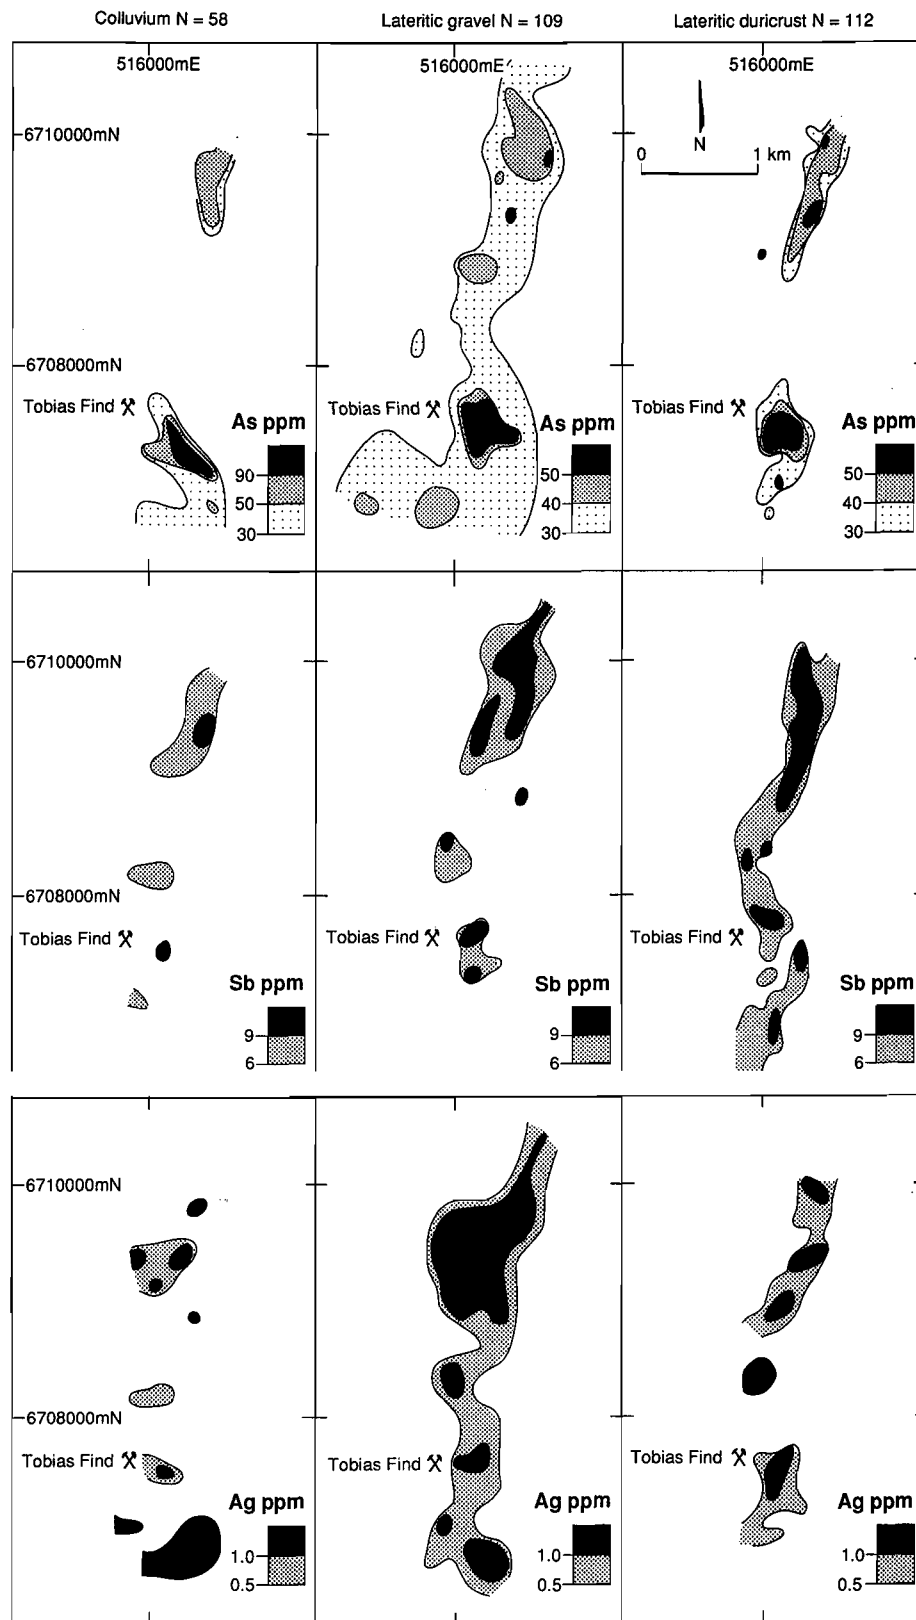 Colluvium N = 58
Lateritic gravel N = 109
Lateritic duricrust N = 112
516000mE
516000mE
516000mE
6710000mN
N
0
1 km
6708000mN
Tobias Find
Tobias Find
Tobias Find
As ppm
90
50
30
As ppm
50
40
30
As ppm
50
40
30
6710000mN
6708000mN
Tobias Find
Tobias Find
Tobias Find
Sb ppm
9
6
Sb ppm
9
6
Sb ppm
9
6
6710000mN
6708000mN
Tobias Find
Tobias Find
Tobias Find
Ag ppm
1.0
0.5
Ag ppm
1.0
0.5
Ag ppm
1.0
0.5